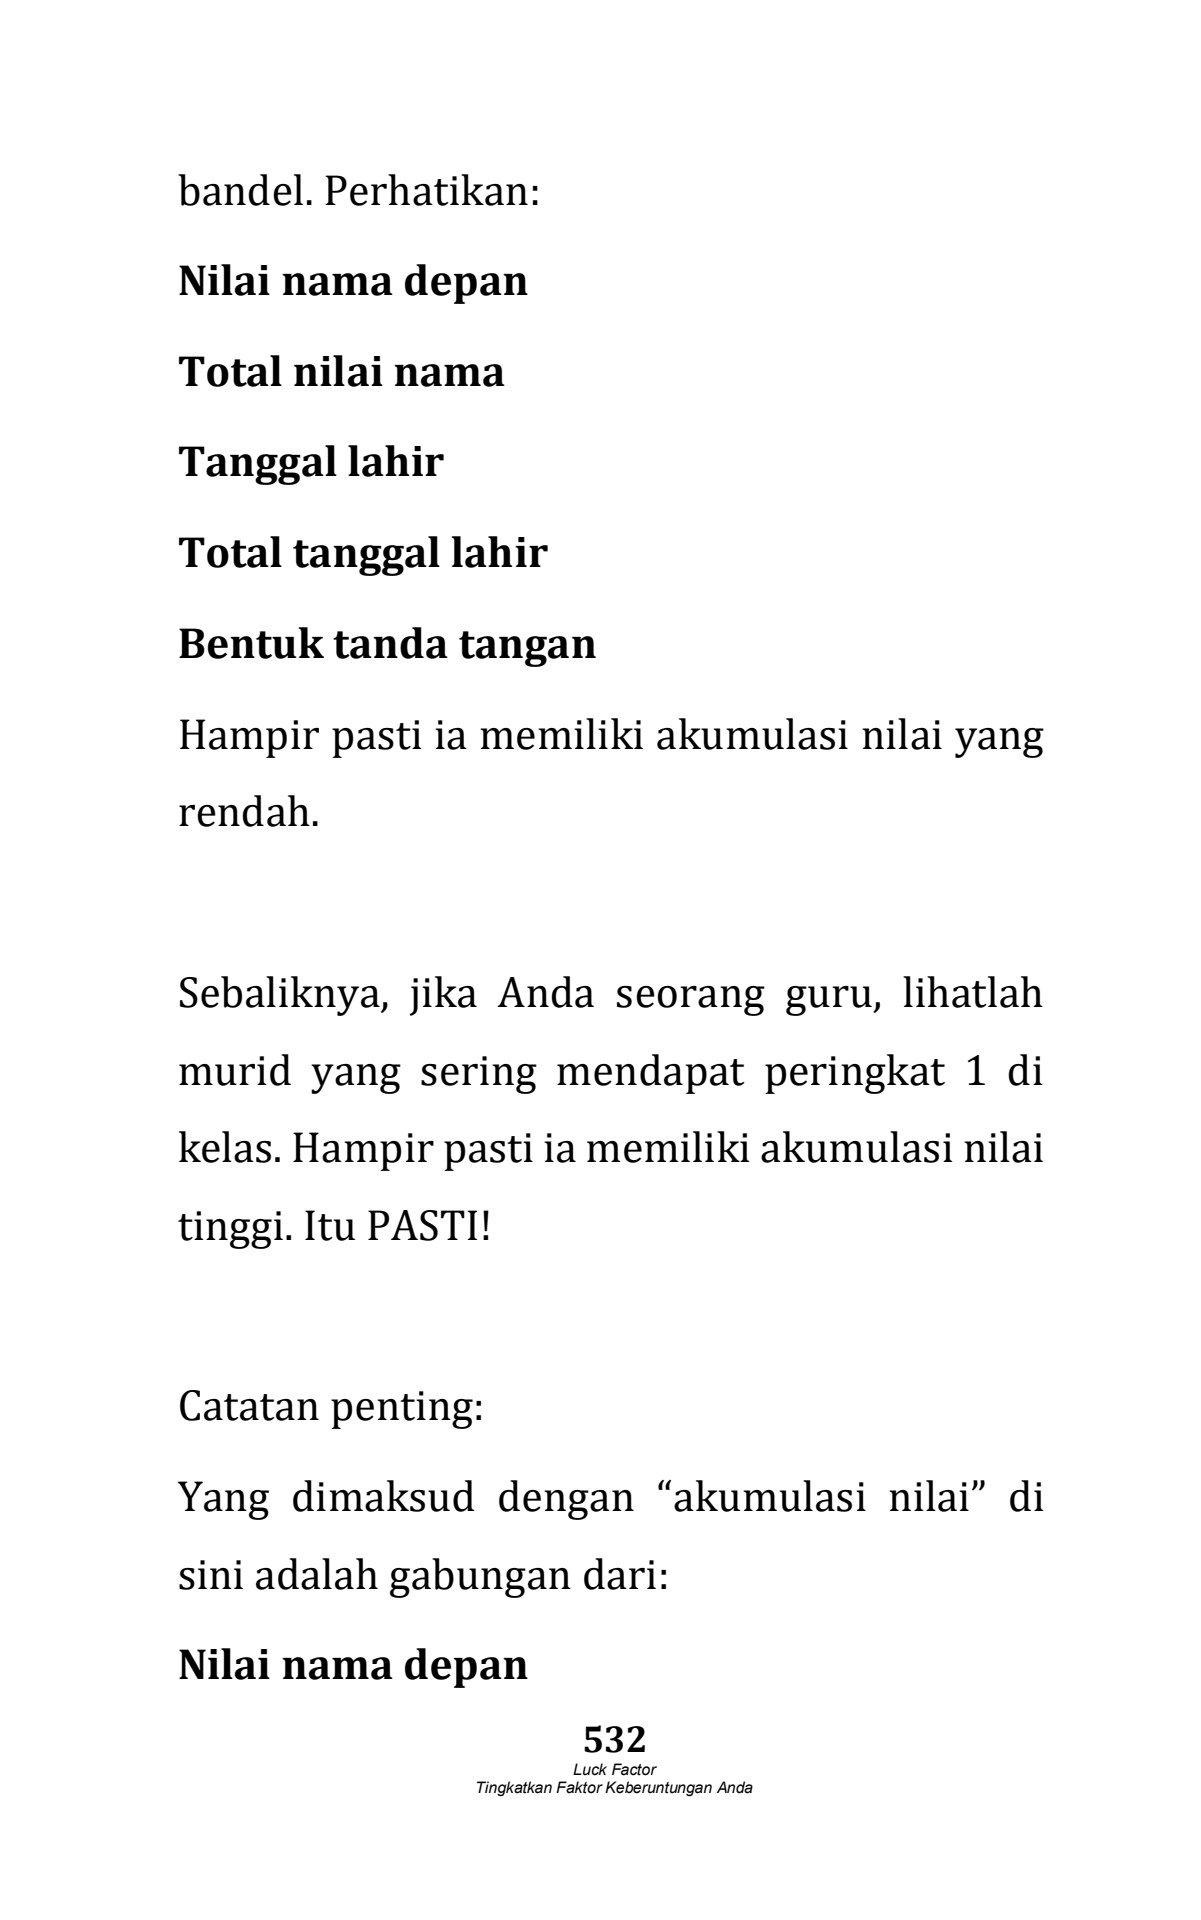 bandel. Perhatikan:
Nilai nama depan
Total nilai nama
Tanggal lahir
Total tanggal lahir
Bentuk tanda tangan
Hampir pasti ia memiliki akumulasi nilai yang
rendah.
Sebaliknya, jika Anda seorang guru, lihatlah
murid yang sering mendapat peringkat 1 di
kelas. Hampir pasti ia memiliki akumulasi nilai
tinggi. Itu PASTI!
Catatan penting:
Yang dimaksud dengan “akumulasi nilai” di
sini adalah gabungan dari:
Nilai nama depan
532
Luck Factor
Tingkatkan Faktor Keberuntungan Anda